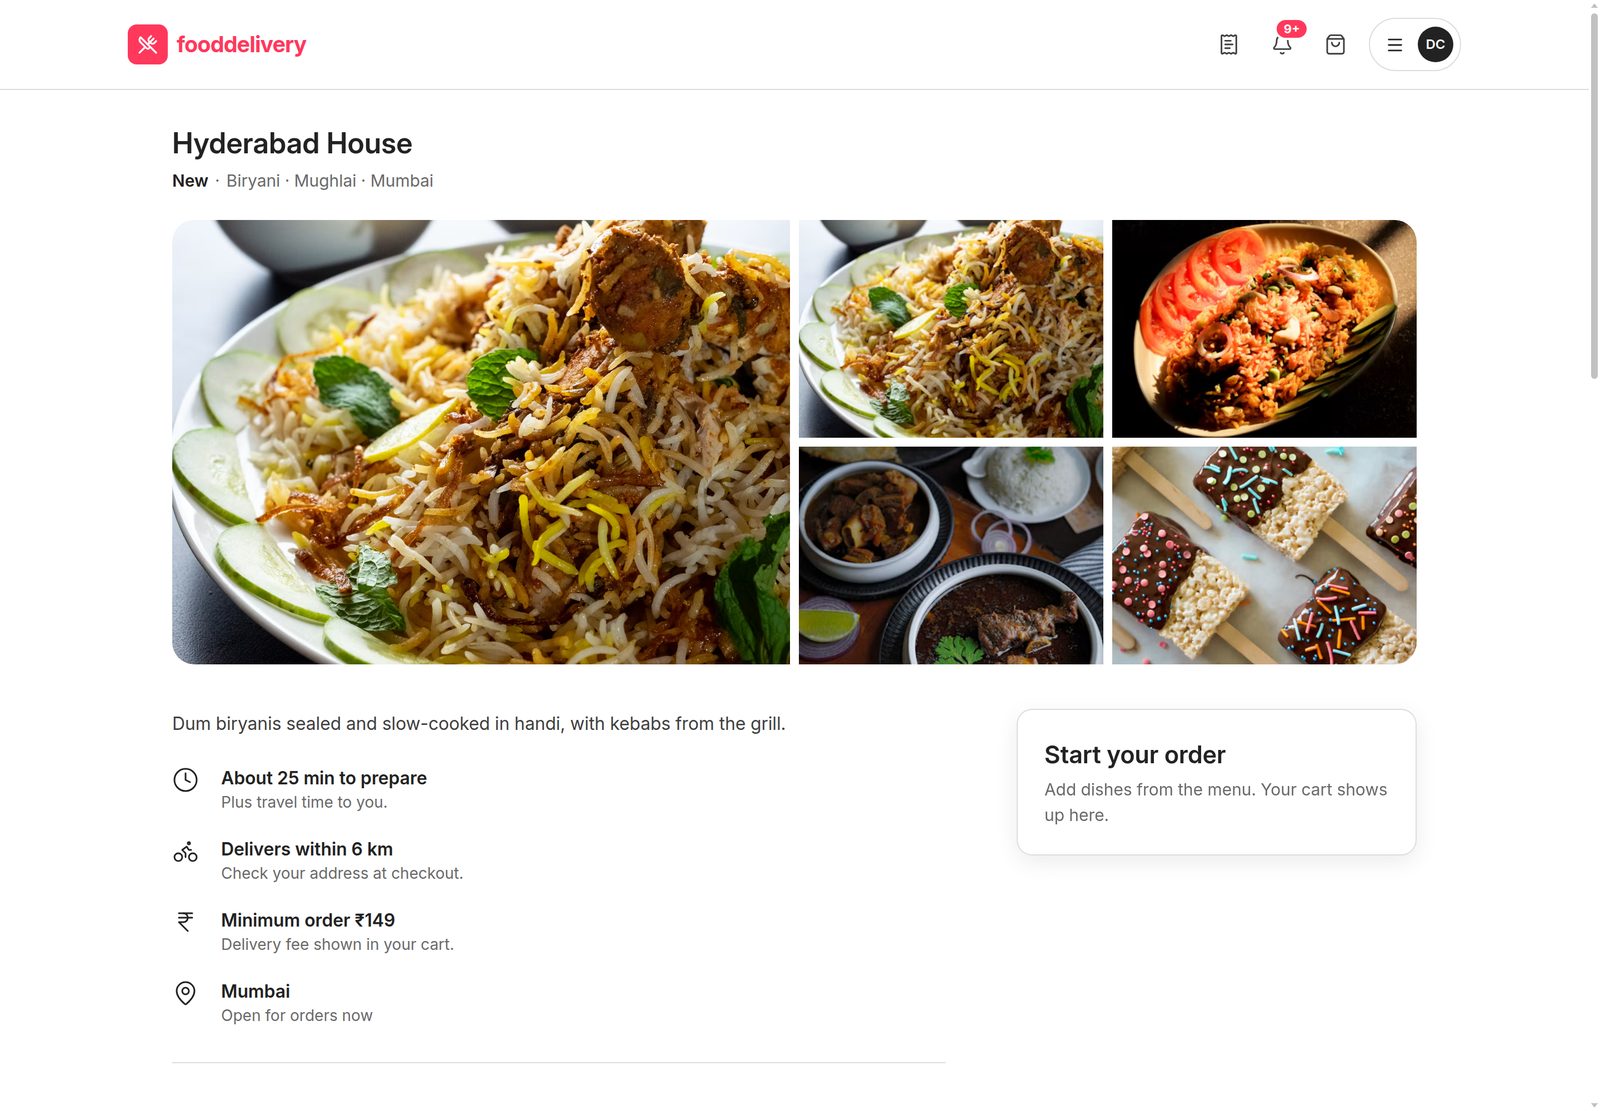 fooddelivery
9+
DC
Hyderabad House
New · Biryani · Mughlai · Mumbai
Dum biryanis sealed and slow-cooked in handi, with kebabs from the grill.
About 25 min to prepare
Plus travel time to you.
Delivers within 6 km
Check your address at checkout.
Minimum order ₹149
Delivery fee shown in your cart.
Mumbai
Open for orders now
Start your order
Add dishes from the menu. Your cart shows
up here.